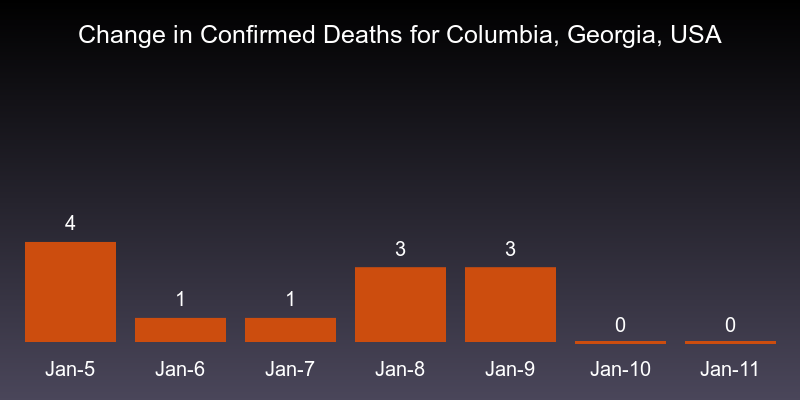 Change in Confirmed Deaths for Columbia, Georgia, USA
4
1
1
3
3
0
0
Jan-5
Jan-6
Jan-7
Jan-8
Jan-9
Jan-10
Jan-11